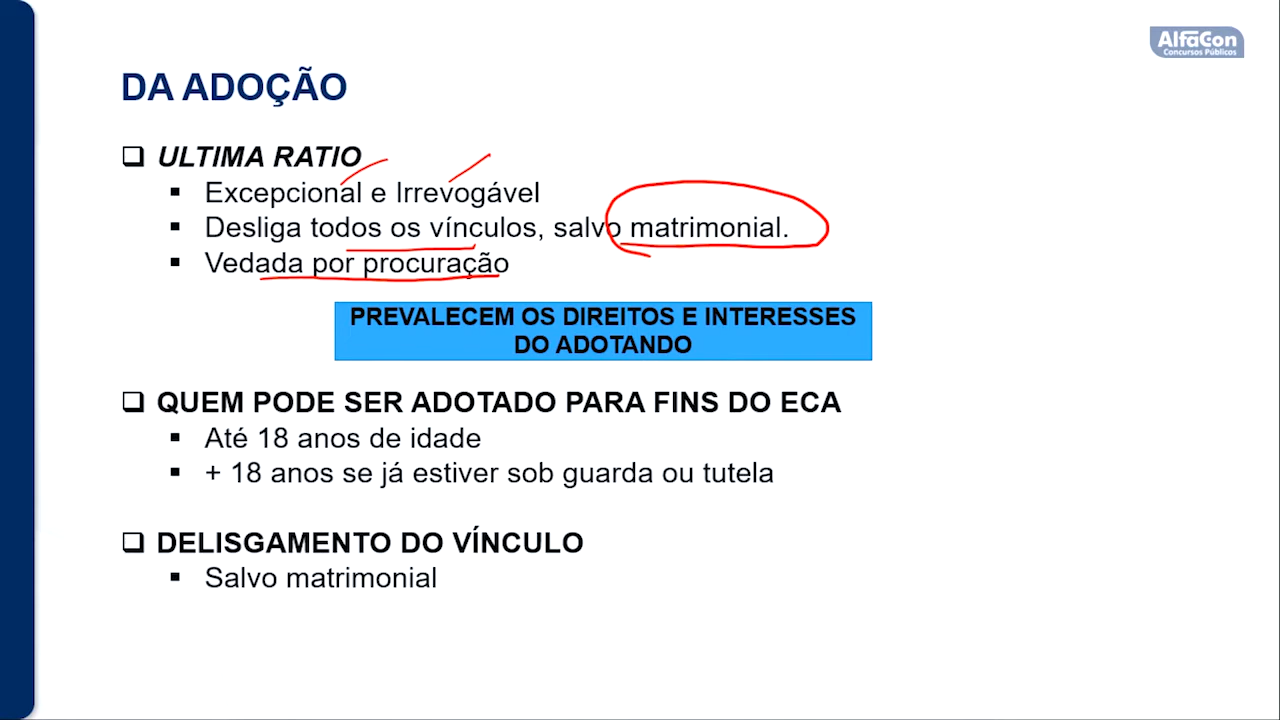 AlfaCon
Concursos Públicos
DA ADOÇÃO
ULTIMA RATIO
Excepcional e Irrevogável
Desliga todos os vínculos, salvo matrimonial.
Vedada por procuração
PREVALECEM OS DIREITOS E INTERESSES
DO ADOTANDO
QUEM PODE SER ADOTADO PARA FINS DO ECA
Até 18 anos de idade
+ 18 anos se já estiver sob guarda ou tutela
DELISGAMENTO DO VÍNCULO
Salvo matrimonial